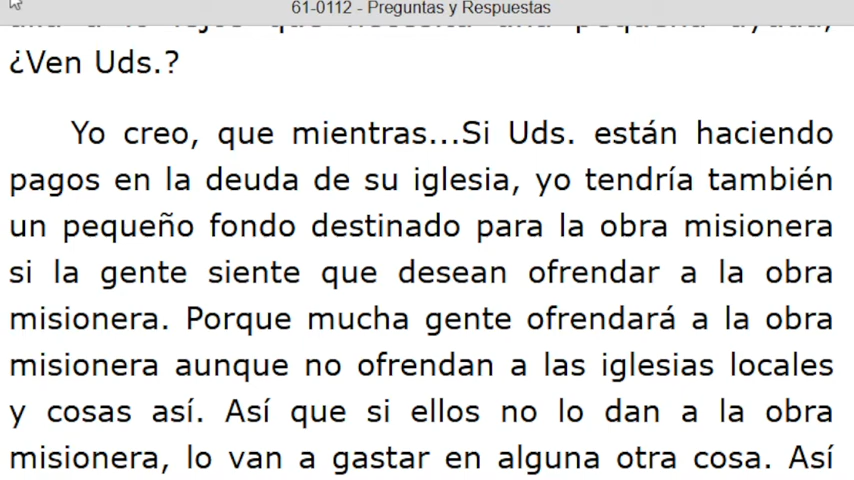 61-0112 - Preguntas y Respuestas
¿Ven Uds.?
Yo creo, que mientras...Si Uds. están haciendo
pagos en la deuda de su iglesia, yo tendría también
un pequeño fondo destinado para la obra misionera
si la gente siente que desean ofrendar a la obra
misionera. Porque mucha gente ofrendará a la obra
misionera aunque no ofrendan a las iglesias locales
y cosas así. Así que si ellos no lo dan a la obra
misionera, lo van a gastar en alguna otra cosa. Así